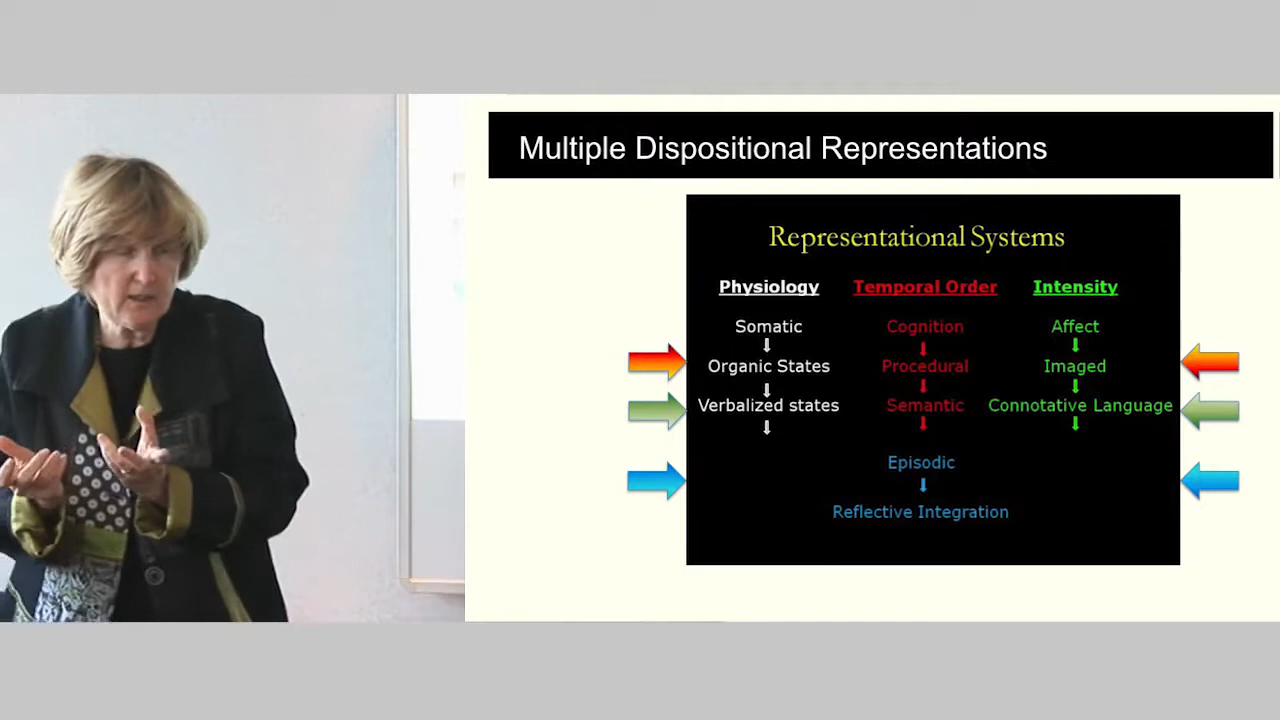 Multiple Dispositional Representations
Representational Systems
Physiology Temporal Order Intensity
Somatic Cognition Affect
Organic States Procedural Imaged
Verbalized states Semantic Connotative Language
Episodic
Reflective Integration